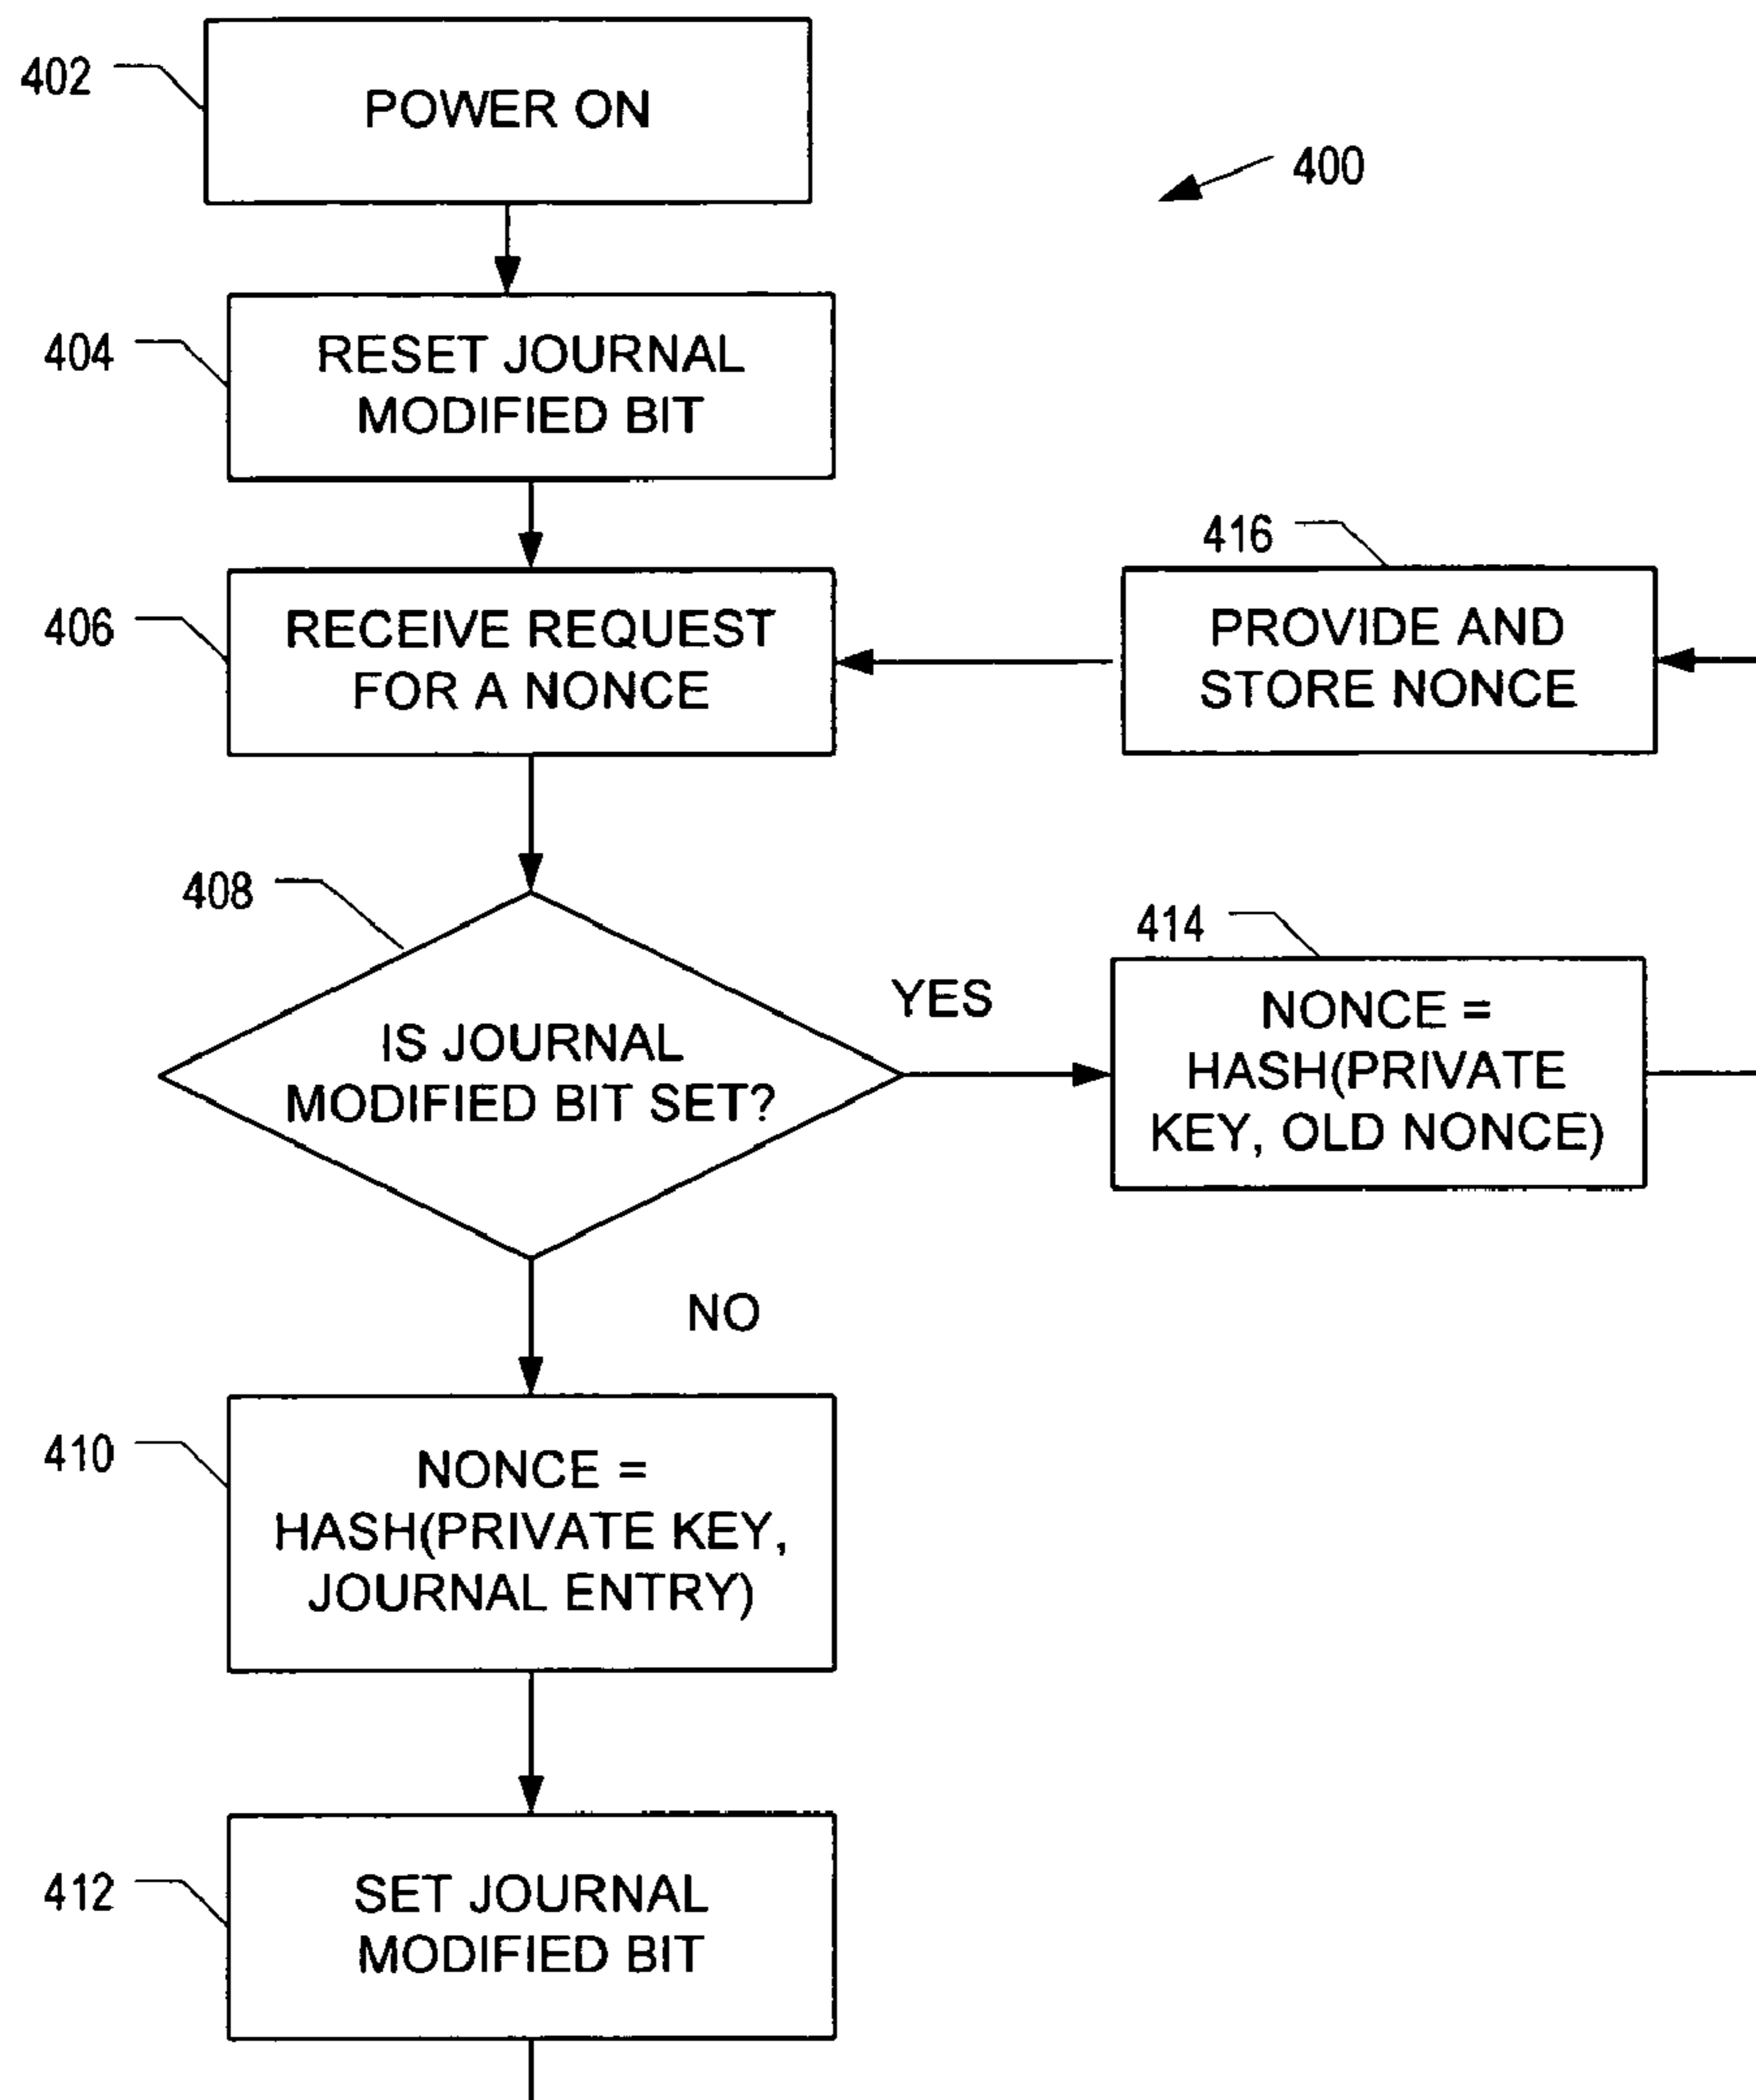 402
POWER ON
400
404
RESET JOURNAL
MODIFIED BIT
406
RECEIVE REQUEST
FOR A NONCE
416
PROVIDE AND
STORE NONCE
408
IS JOURNAL
MODIFIED BIT SET?
YES
414
NONCE =
HASH(PRIVATE
KEY, OLD NONCE)
NO
410
NONCE =
HASH(PRIVATE KEY,
JOURNAL ENTRY)
412
SET JOURNAL
MODIFIED BIT